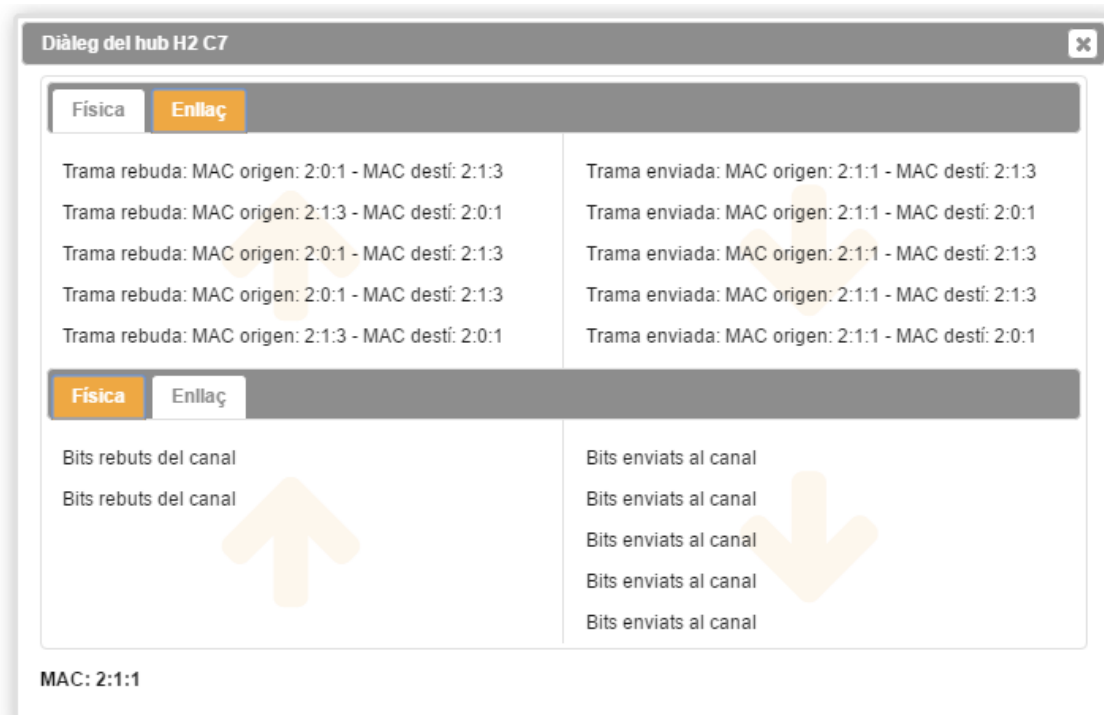 Diàleg del hub H2 C7
Física Enllaç
Trama rebuda: MAC origen: 2:0:1 - MAC destí: 2:1:3
Trama rebuda: MAC origen: 2:1:3 - MAC destí: 2:0:1
Trama rebuda: MAC origen: 2:0:1 - MAC destí: 2:1:3
Trama rebuda: MAC origen: 2:0:1 - MAC destí: 2:1:3
Trama rebuda: MAC origen: 2:1:3 - MAC destí: 2:0:1
Trama enviada: MAC origen: 2:1:1 - MAC destí: 2:1:3
Trama enviada: MAC origen: 2:1:1 - MAC destí: 2:0:1
Trama enviada: MAC origen: 2:1:1 - MAC destí: 2:1:3
Trama enviada: MAC origen: 2:1:1 - MAC destí: 2:1:3
Trama enviada: MAC origen: 2:1:1 - MAC destí: 2:0:1
Física Enllaç
Bits rebuts del canal
Bits rebuts del canal
Bits enviats al canal
Bits enviats al canal
Bits enviats al canal
Bits enviats al canal
Bits enviats al canal
MAC: 2:1:1